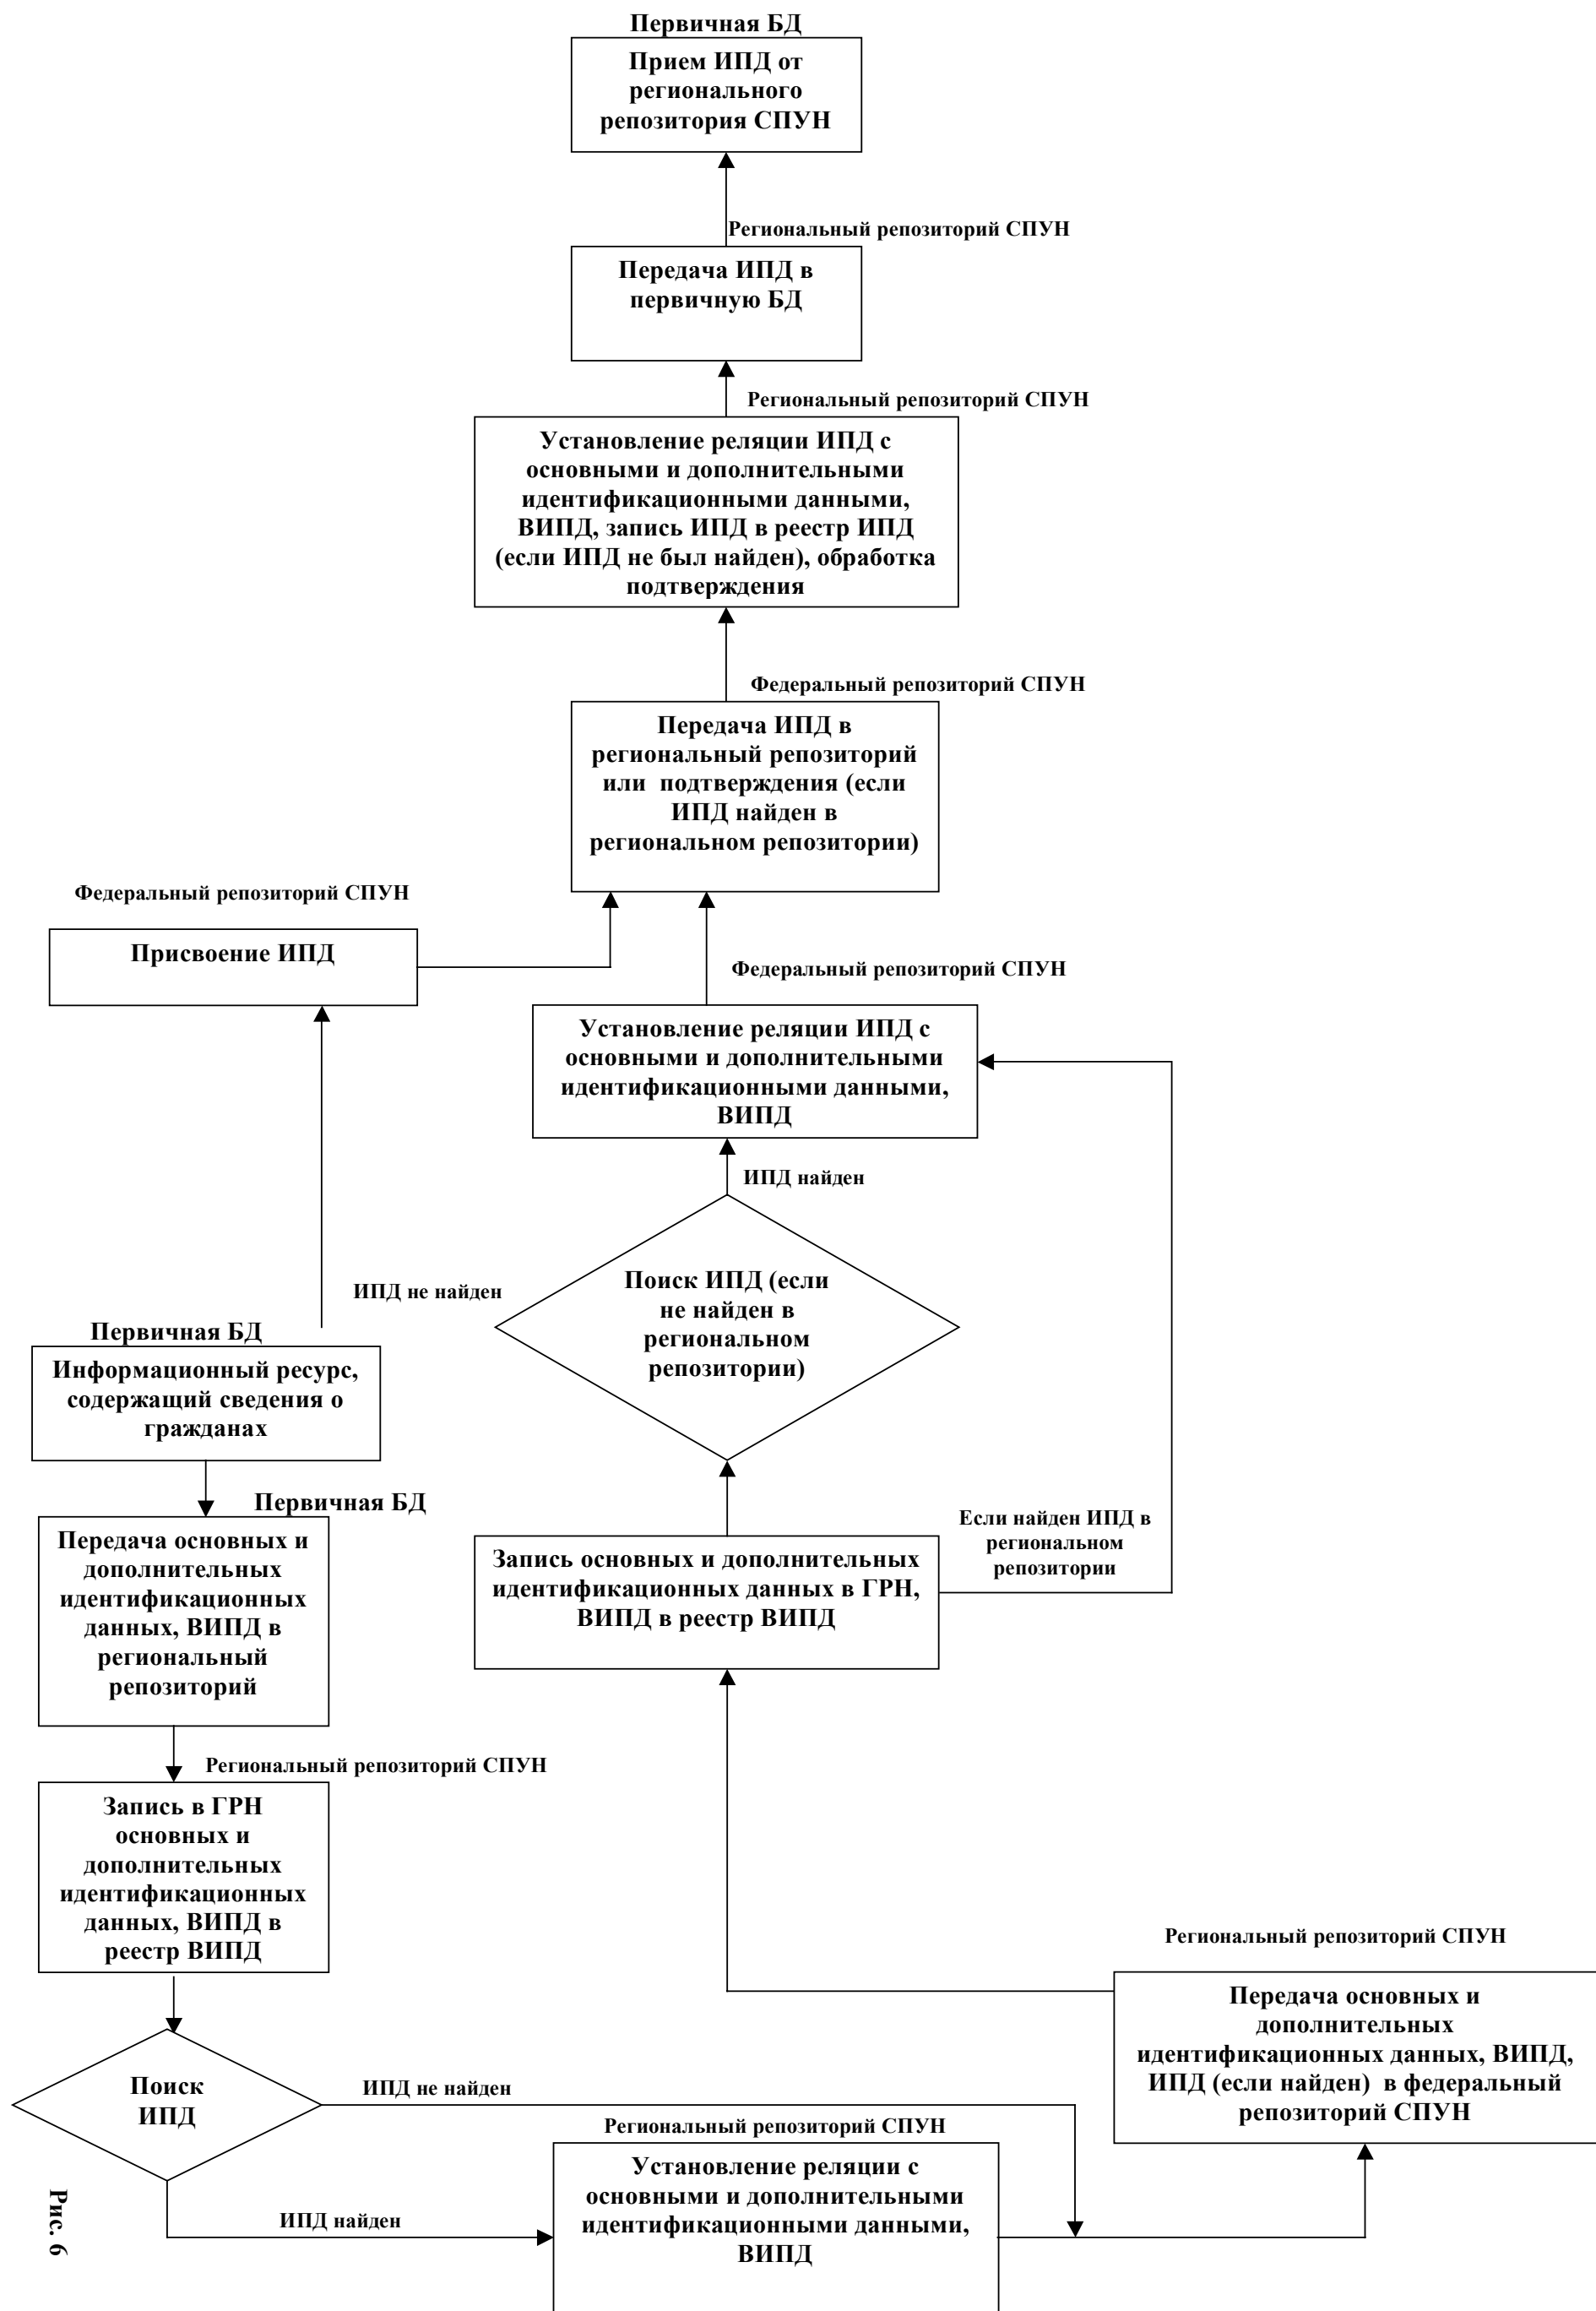 Первичная БД
Прием ИПД от
регионального
репозитория СПУН
Региональный репозиторий СПУН
Передача ИПД в
первичную БД
Региональный репозиторий СПУН
Установление реляции ИПД с
основными и дополнительными
идентификационными данными,
ВИПД, запись ИПД в реестр ИПД
(если ИПД не был найден), обработка
подтверждения
Федеральный репозиторий СПУН
Передача ИПД в
региональный репозиторий
или подтверждения (если
ИПД найден в
региональном репозитории)
Федеральный репозиторий СПУН
Присвоение ИПД
Федеральный репозиторий СПУН
Установление реляции ИПД с
основными и дополнительными
идентификационными данными,
ВИПД
ИПД найден
Поиск ИПД (если
не найден в
региональном
репозитории)
ИПД не найден
Первичная БД
Информационный ресурс,
содержащий сведения о
гражданах
Первичная БД
Передача основных и
дополнительных
идентификационных
данных, ВИПД в
региональный
репозиторий
Если найден ИПД в
региональном
репозитории
Запись основных и дополнительных
идентификационных данных в ГРН,
ВИПД в реестр ВИПД
Региональный репозиторий СПУН
Запись в ГРН
основных и
дополнительных
идентификационных
данных, ВИПД в
реестр ВИПД
Региональный репозиторий СПУН
Передача основных и
дополнительных
идентификационных данных, ВИПД,
ИПД (если найден) в федеральный
репозиторий СПУН
Поиск
ИПД
ИПД не найден
Региональный репозиторий СПУН
Установление реляции с
основными и дополнительными
идентификационными данными,
ВИПД
ИПД найден
Рис. 6